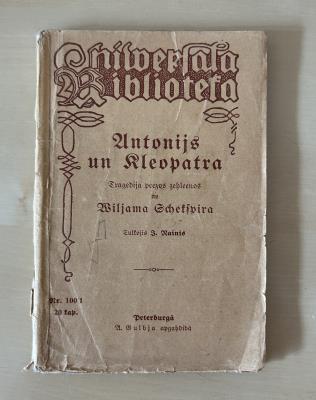 Uniwersala
Biblioteka
Antonijs
un Kleopatra
Tragedija peezos zehleenos
no
Wiljama Schekspira
Tulkojis J. Rainis
Nr. 100
20 kap.
Peterburgā
A. Gulbja apgahdibā